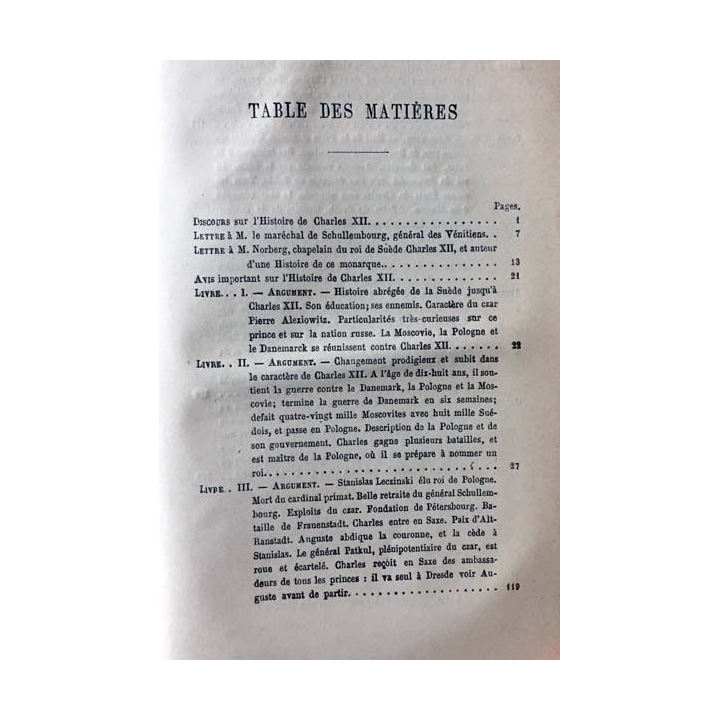 TABLE DES MATIÈRES
Pages.
DISCOURS sur l'Histoire de Charles XII. . . . . . . . . . . . . . . . . 1
LETTRE à M. le maréchal de Schullembourg, général des Vénitiens. . 7
LETTRE à M. Norberg, chapelain du roi de Suède Charles XII, et auteur
d'une Histoire de ce monarque. . . . . . . . . . . . . . . 13
AVIS important sur l'Histoire de Charles XII. . . . . . . . . . . . . . 21
LIVRE. . . I. — ARGUMENT. — Histoire abrégée de la Suède jusqu'à
Charles XII. Son éducation; ses ennemis. Caractère du czar
Pierre Alexiowitz. Particularités très-curieuses sur ce
prince et sur la nation russe. La Moscovie, la Pologne et
le Danemarck se réunissent contre Charles XII. . . . . . . 22
LIVRE. . II. — ARGUMENT. — Changement prodigieux et subit dans
le caractère de Charles XII. A l'âge de dix-huit ans, il sou-
tient la guerre contre le Danemark, la Pologne et la Mos-
covie; termine la guerre de Danemark en six semaines;
defait quatre-vingt mille Moscovites avec huit mille Sué-
dois, et passe en Pologne. Description de la Pologne et de
son gouvernement. Charles gagne plusieurs batailles, et
est maître de la Pologne, où il se prépare à nommer un
roi. . . . . . . . . . . . . . . . . . . . . . . . . . . . . 27
LIVRE. . III. — ARGUMENT. — Stanislas Leczinski élu roi de Pologne.
Mort du cardinal primat. Belle retraite du général Schullem-
bourg. Exploits du czar. Fondation de Pétersbourg. Ba-
taille de Frauenstadt. Charles entre en Saxe. Paix d'Alt-
Ranstadt. Auguste abdique la couronne, et la cède à
Stanislas. Le général Patkul, plénipotentiaire du czar, est
roue et écartelé. Charles reçoit en Saxe des ambassa-
deurs de tous les princes : il va seul à Dresde voir Au-
guste avant de partir. . . . . . . . . . . . . . . . . . . 119